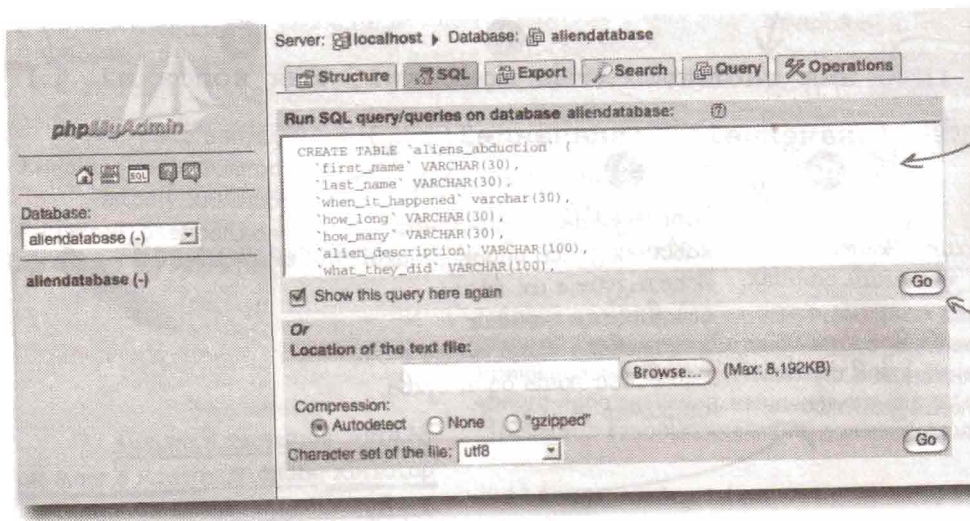 Server: localhost ▸ Database: aliendatabase
Structure SQL Export Search Query Operations
phpMyAdmin
SQL
Database:
aliendatabase (-)
aliendatabase (-)
Run SQL query/queries on database aliendatabase:
CREATE TABLE `aliens_abduction` (
`first_name` VARCHAR(30),
`last_name` VARCHAR(30),
`when_it_happened` varchar(30),
`how_long` VARCHAR(30),
`how_many` VARCHAR(30),
`alien_description` VARCHAR(100),
`what_they_did` VARCHAR(100),
Show this query here again
Go
Or
Location of the text file:
Browse... (Max: 8,192KB)
Compression:
Autodetect None "gzipped"
Character set of the file: utf8
Go